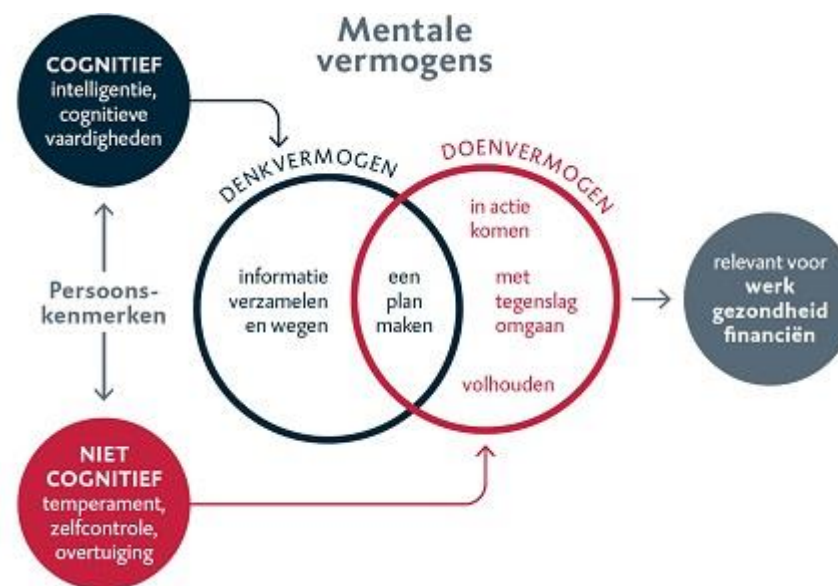 Mentale
vermogens
COGNITIEF
intelligentie,
cognitieve
vaardigheden
Persoons-
kenmerken
NIET
COGNITIEF
temperament,
zelfcontrole,
overtuiging
DENKVERMOGEN
informatie
verzamelen
en wegen
een
plan
maken
DOENVERMOGEN
in actie
komen
met
tegenslag
omgaan
volhouden
relevant voor
werk
gezondheid
financiën